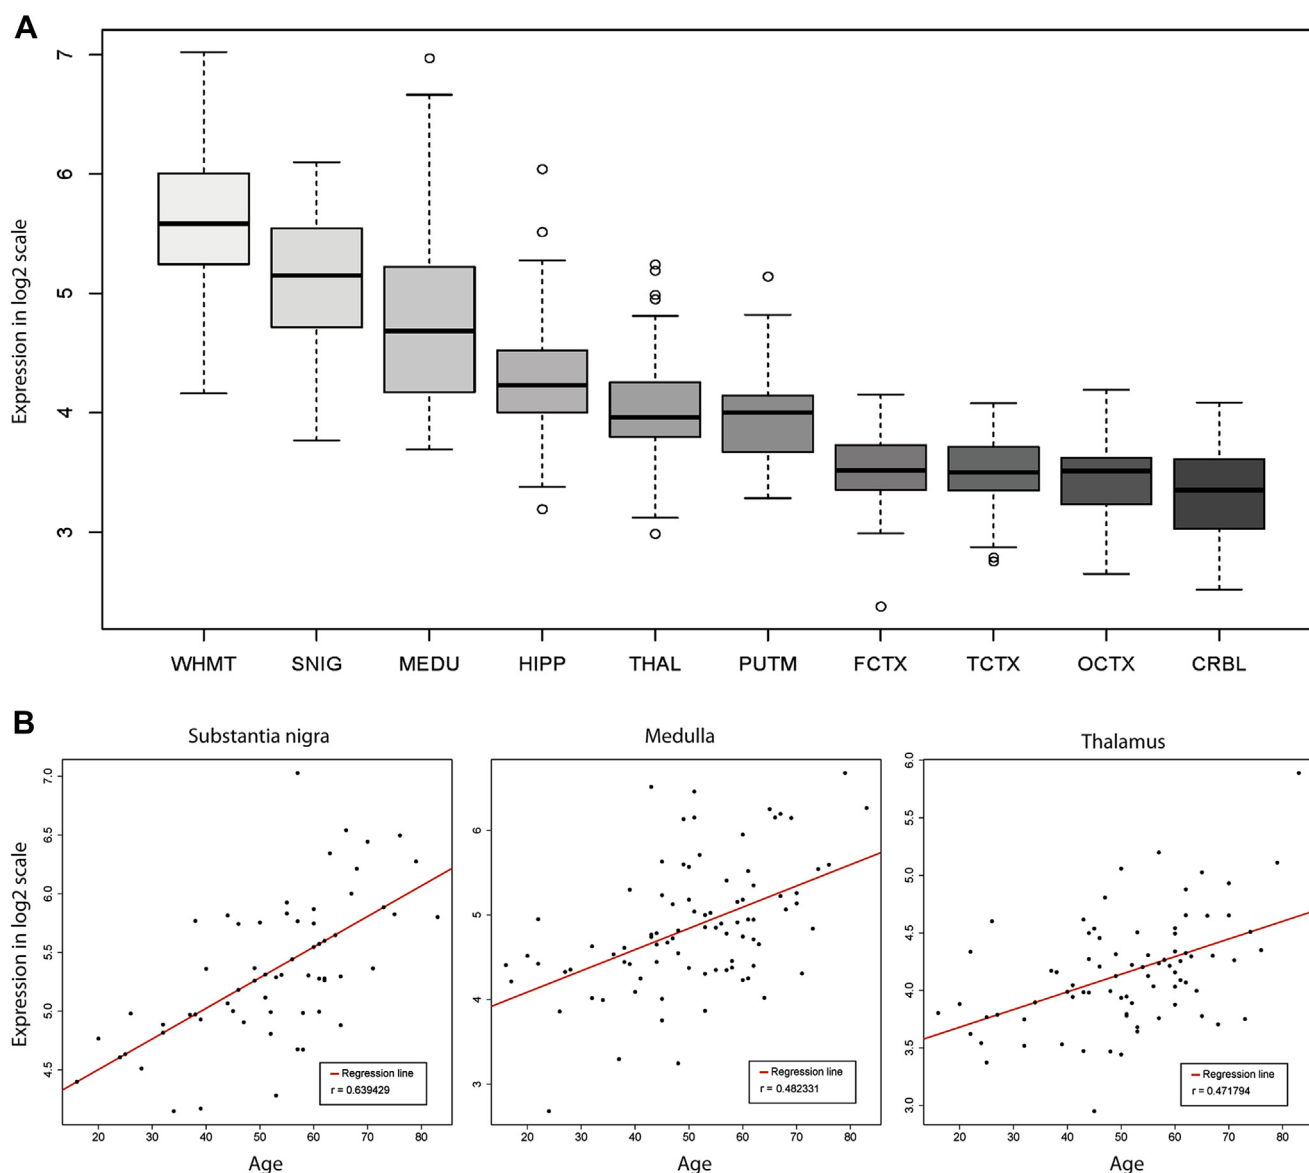 A
Expression in log2 scale
7
6
5
4
3
WHMT SNIG MEDU HIPP THAL PUTM FCTX TCTX OCTX CRBL
B
Substantia nigra Medulla Thalamus
Expression in log2 scale
7.0
6.5
6.0
5.5
5.0
4.5
Regression line
r = 0.639429
20 30 40 50 60 70 80
Age
6
5
4
3
Regression line
r = 0.482331
20 30 40 50 60 70 80
Age
6.0
5.5
5.0
4.5
4.0
3.5
3.0
Regression line
r = 0.471794
20 30 40 50 60 70 80
Age